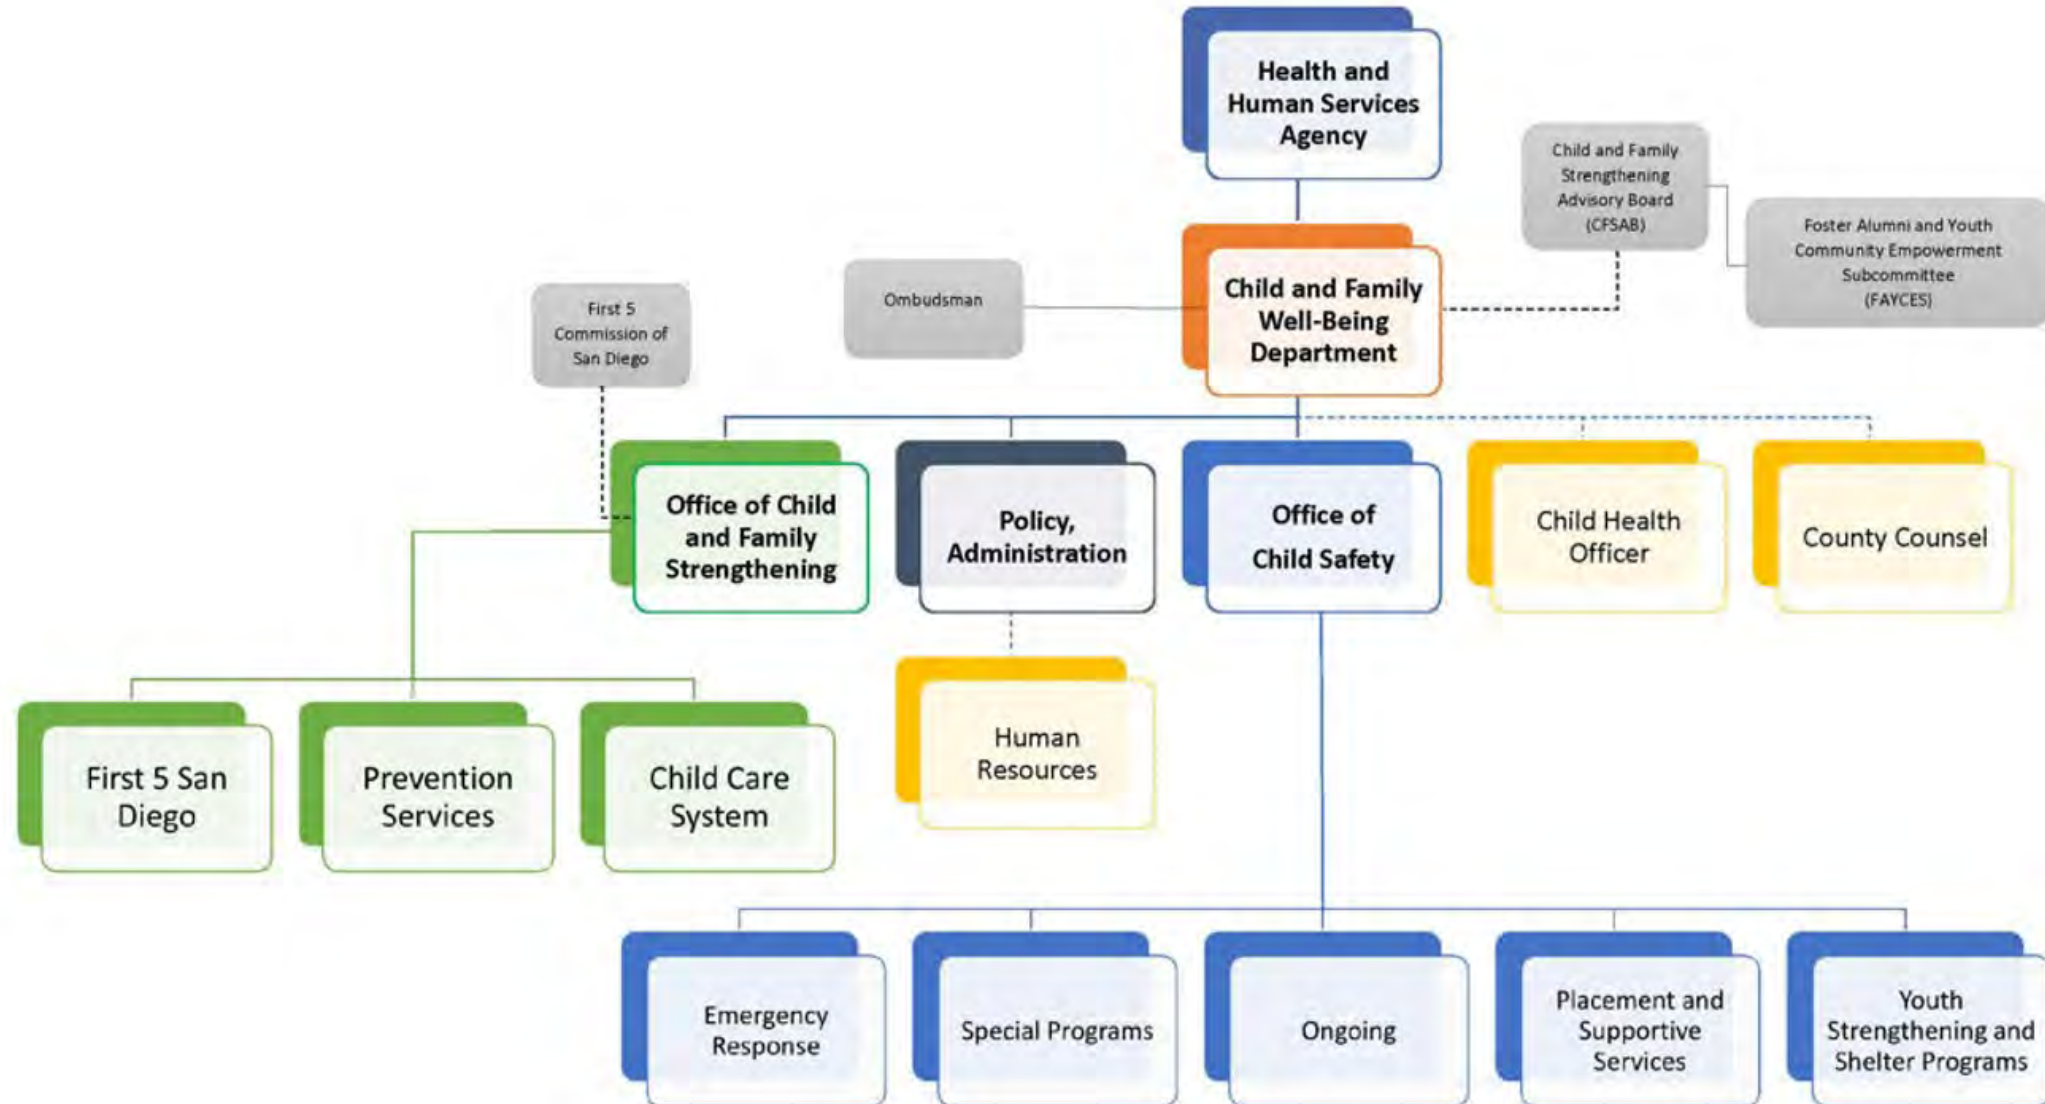 Health and
Human Services
Agency
Child and Family
Strengthening
Advisory Board
(CFSAB)
Foster Alumni and Youth
Community Empowerment
Subcommittee
(FAYCES)
Child and Family
Well-Being
Department
Ombudsman
First 5
Commission of
San Diego
Office of Child
and Family
Strengthening
Policy,
Administration
Office of
Child Safety
Child Health
Officer
County Counsel
First 5 San
Diego
Prevention
Services
Child Care
System
Human
Resources
Emergency
Response
Special Programs
Ongoing
Placement and
Supportive
Services
Youth
Strengthening and
Shelter Programs